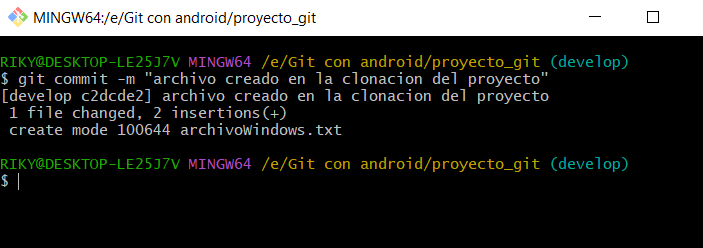 MINGW64:/e/Git con android/proyecto_git
RIKY@DESKTOP-LE25J7V MINGW64 /e/Git con android/proyecto_git (develop)
$ git commit -m "archivo creado en la clonacion del proyecto"
[develop c2dcde2] archivo creado en la clonacion del proyecto
 1 file changed, 2 insertions(+)
 create mode 100644 archivoWindows.txt
RIKY@DESKTOP-LE25J7V MINGW64 /e/Git con android/proyecto_git (develop)
$